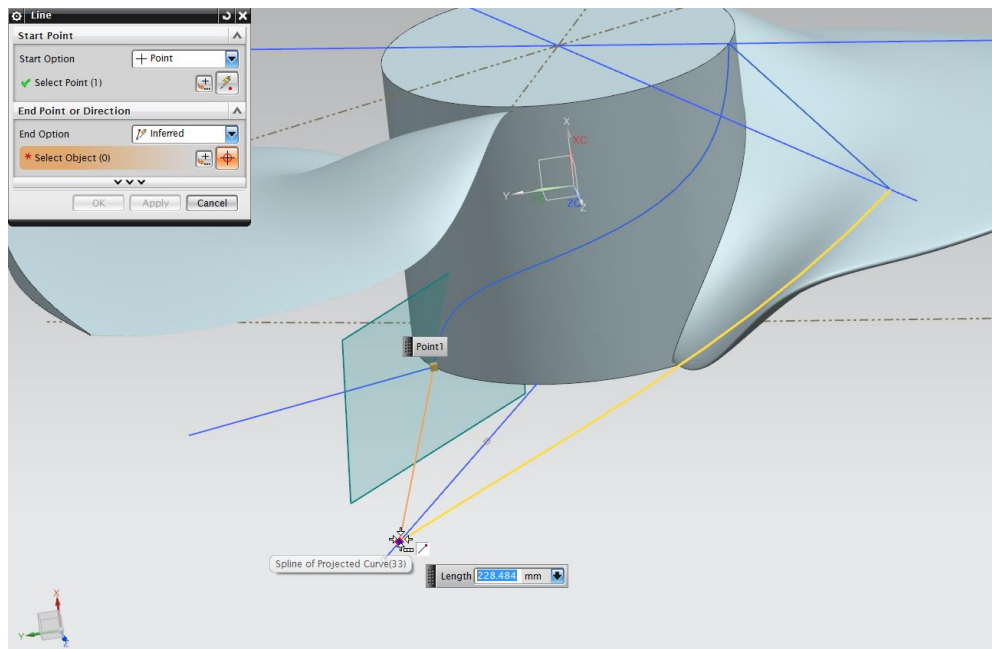 Line
Start Point
Start Option
Point
Select Point (1)
End Point or Direction
End Option
Inferred
* Select Object (0)
OK
Apply
Cancel
X
XC
Y
ZC
Z
Point1
Spline of Projected Curve(33)
Length 228.484 mm
X
Y
Z